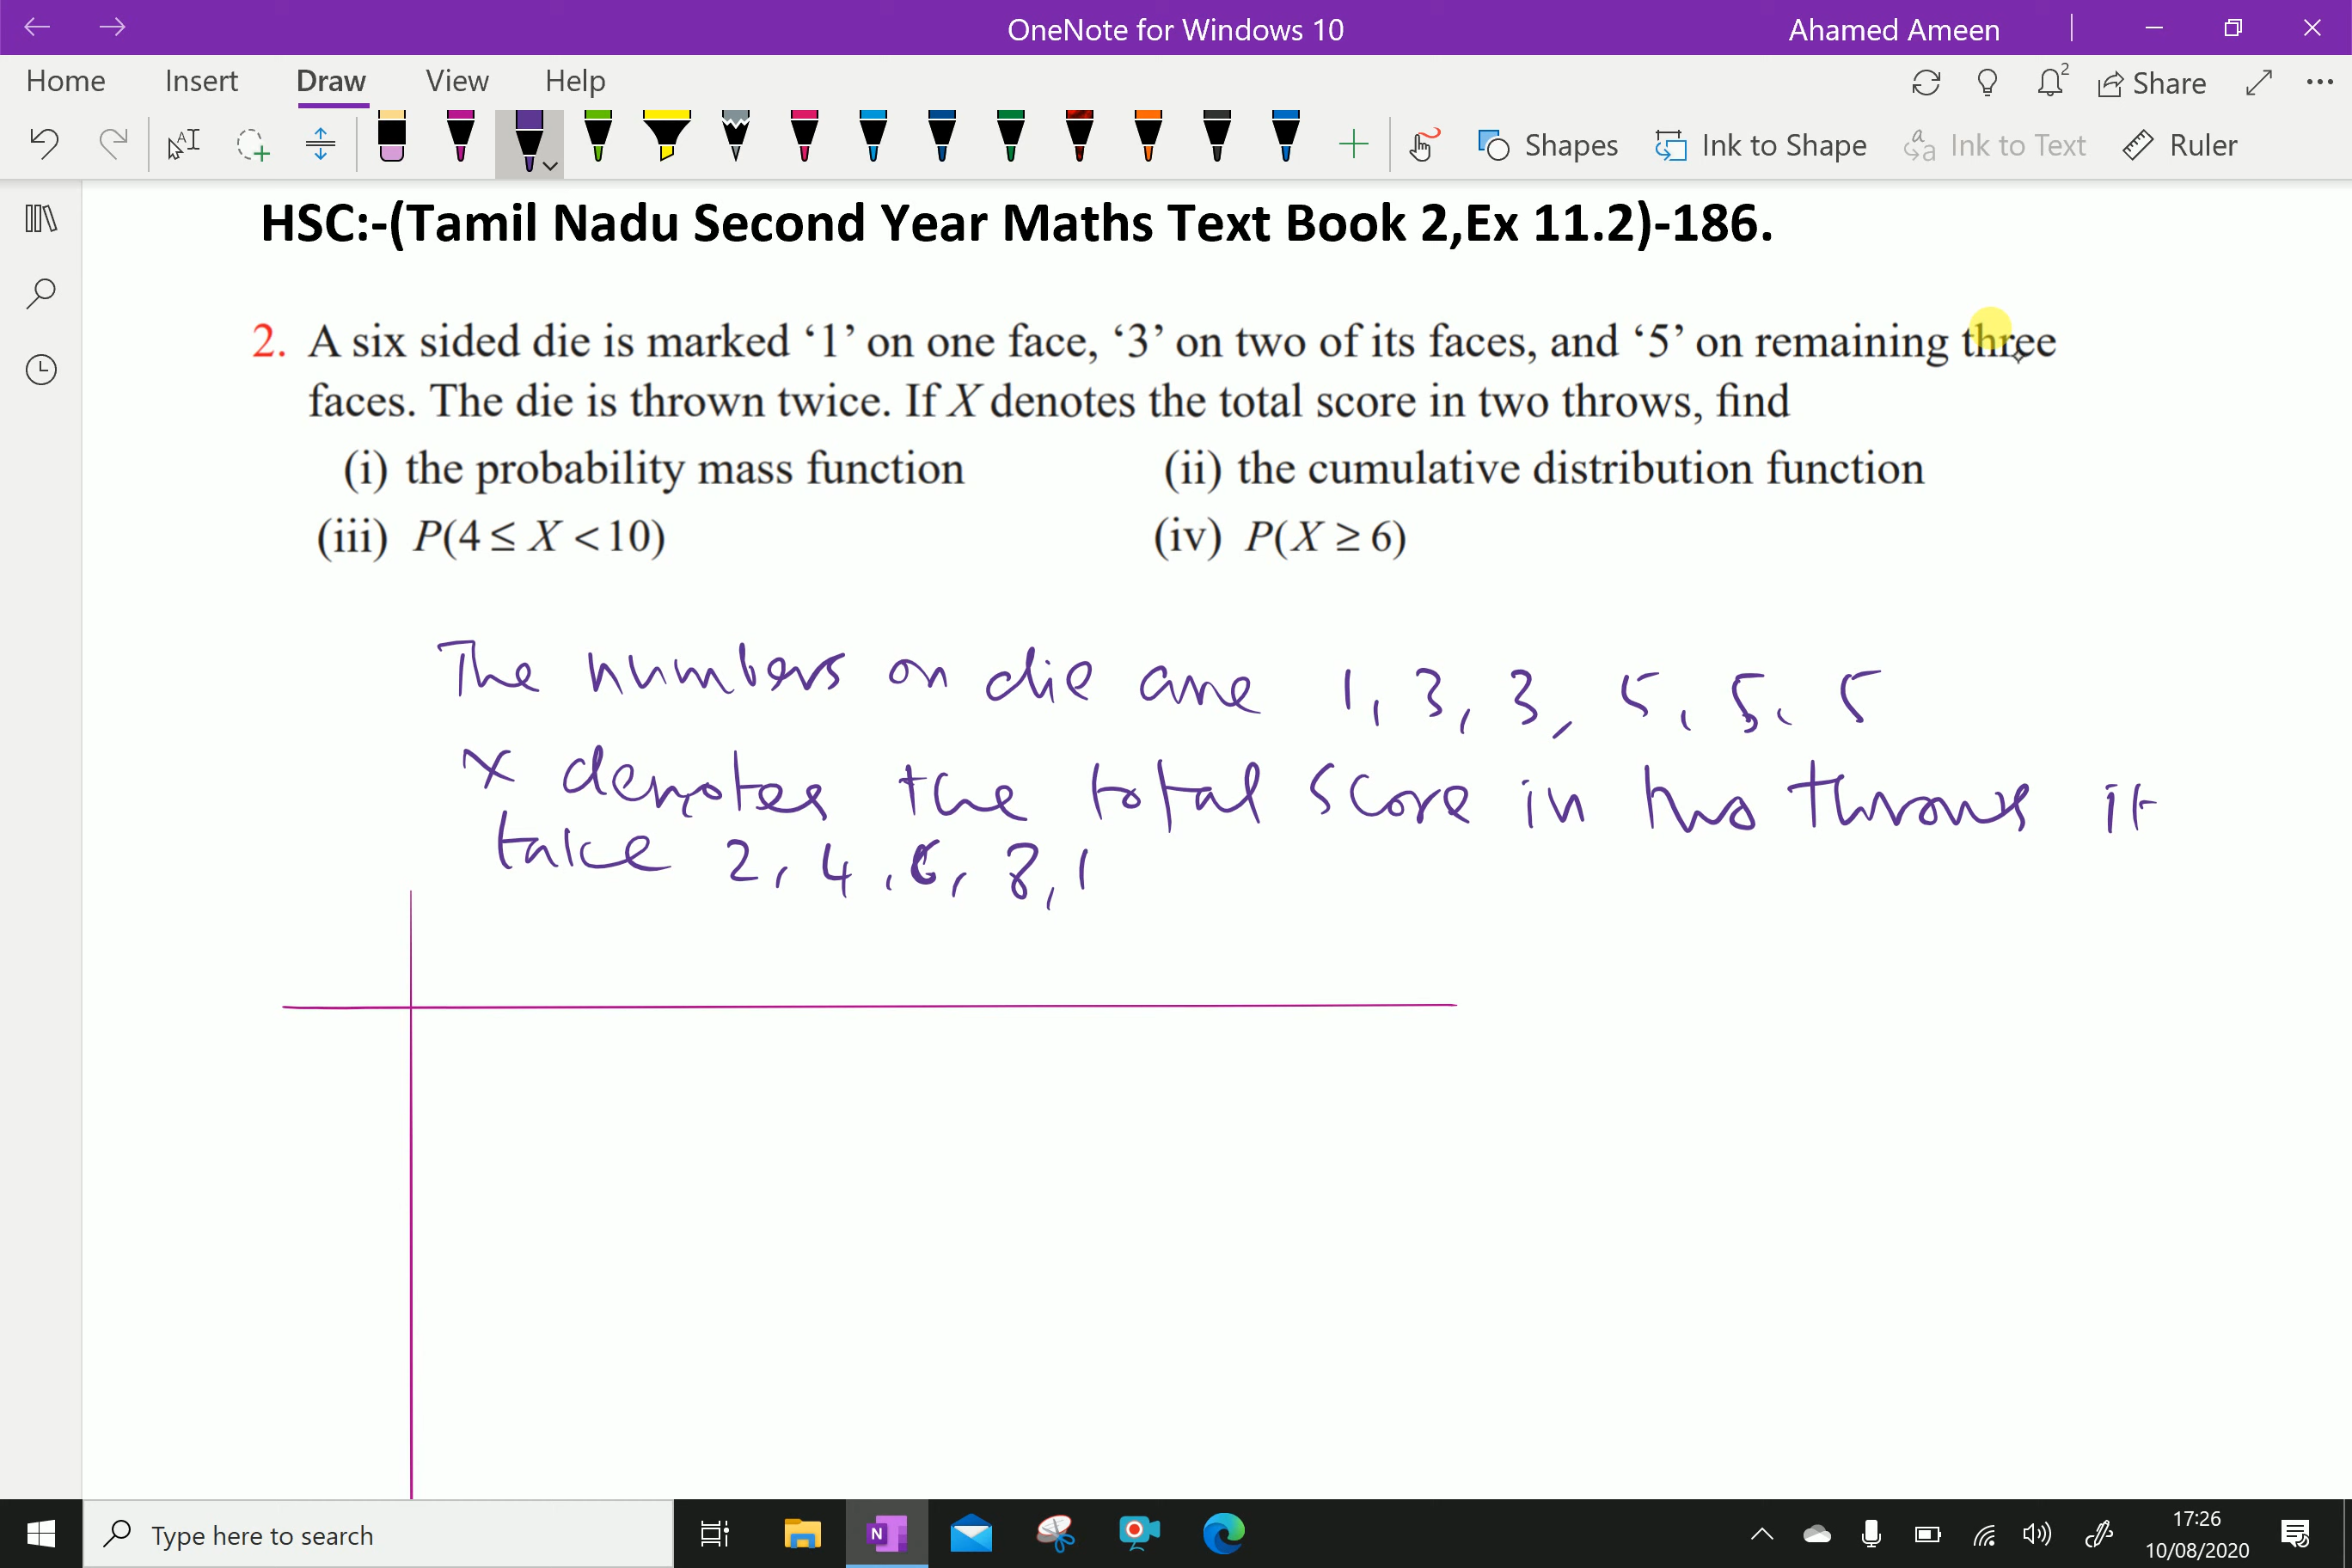 OneNote for Windows 10
Ahamed Ameen
Home Insert Draw View Help
2 Share
Shapes Ink to Shape Ink to Text Ruler
HSC:-(Tamil Nadu Second Year Maths Text Book 2,Ex 11.2)-186.
2. A six sided die is marked ‘1’ on one face, ‘3’ on two of its faces, and ‘5’ on remaining three
faces. The die is thrown twice. If X denotes the total score in two throws, find
(i) the probability mass function (ii) the cumulative distribution function
(iii) P(4 ≤ X < 10) (iv) P(X ≥ 6)
The numbers on die are 1, 3, 3, 5, 5, 5
X denotes the total score in two throws it
take 2, 4, 6, 8, 1
Type here to search
17:26
10/08/2020